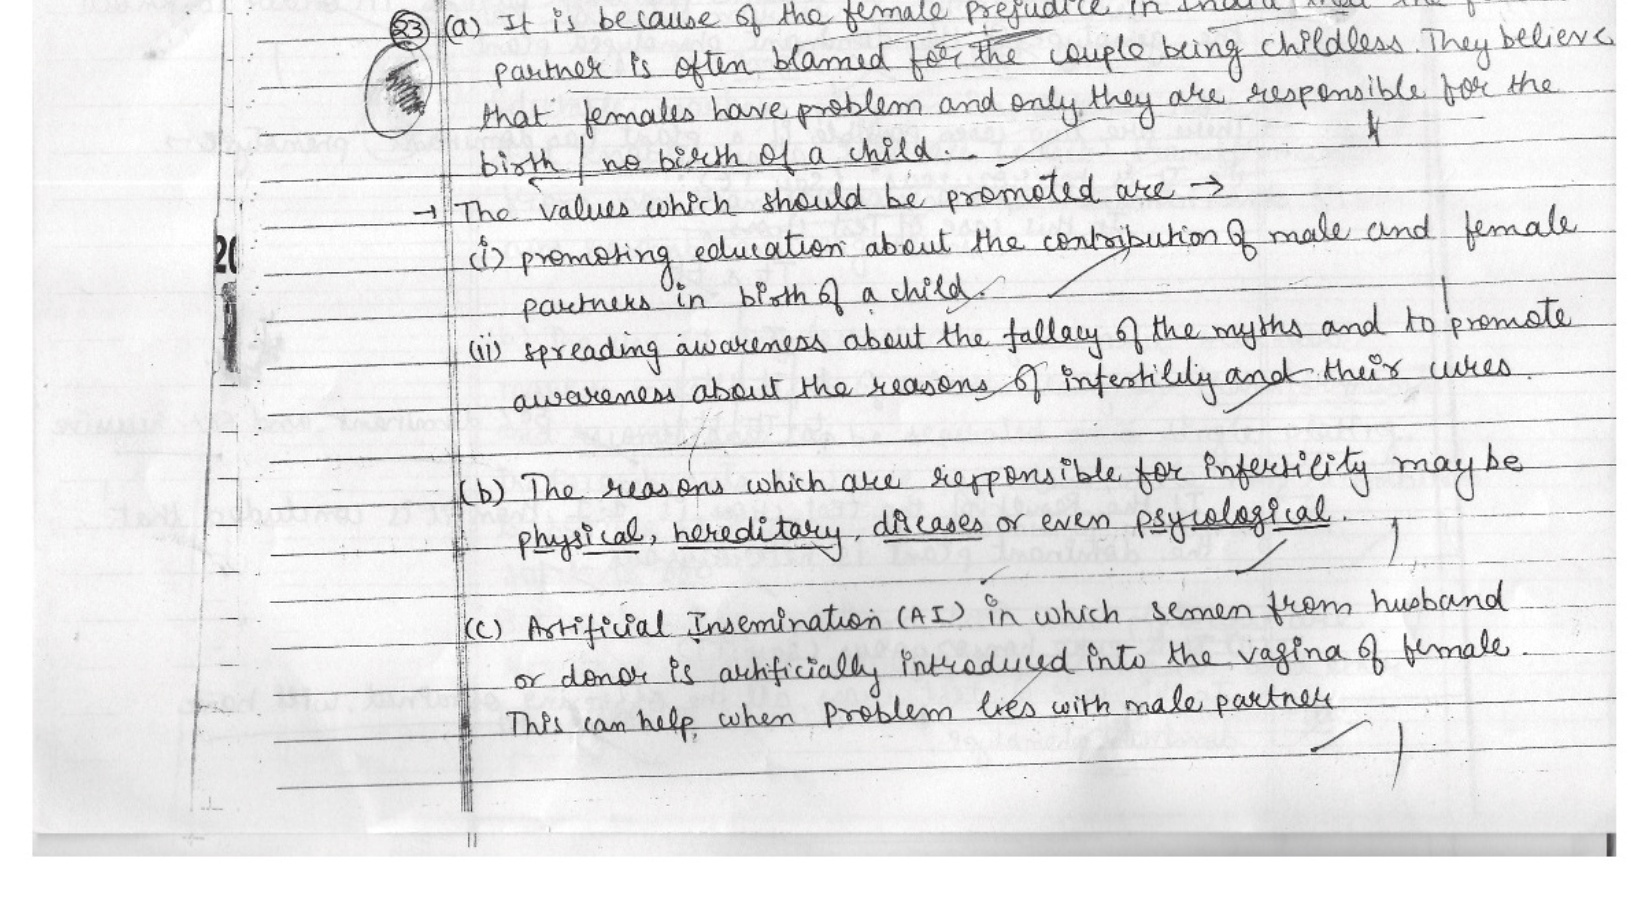 23 (a) It is because of the female prejudice in India that the
partner is often blamed for the couple being childless. They believe
that females have problem and only they are responsible for the
birth / no birth of a child.
→ The values which should be promoted are →
(i) promoting education about the contribution of male and female
partners in birth of a child.
(ii) spreading awareness about the fallacy of the myths and to promote
awareness about the reasons of infertility and their cures.
(b) The reasons which are responsible for infertility may be
physical, hereditary, diseases or even psycological.
(c) Artificial Insemination (AI) in which semen from husband
or donor is artificially introduced into the vagina of female.
This can help, when problem lies with male partner